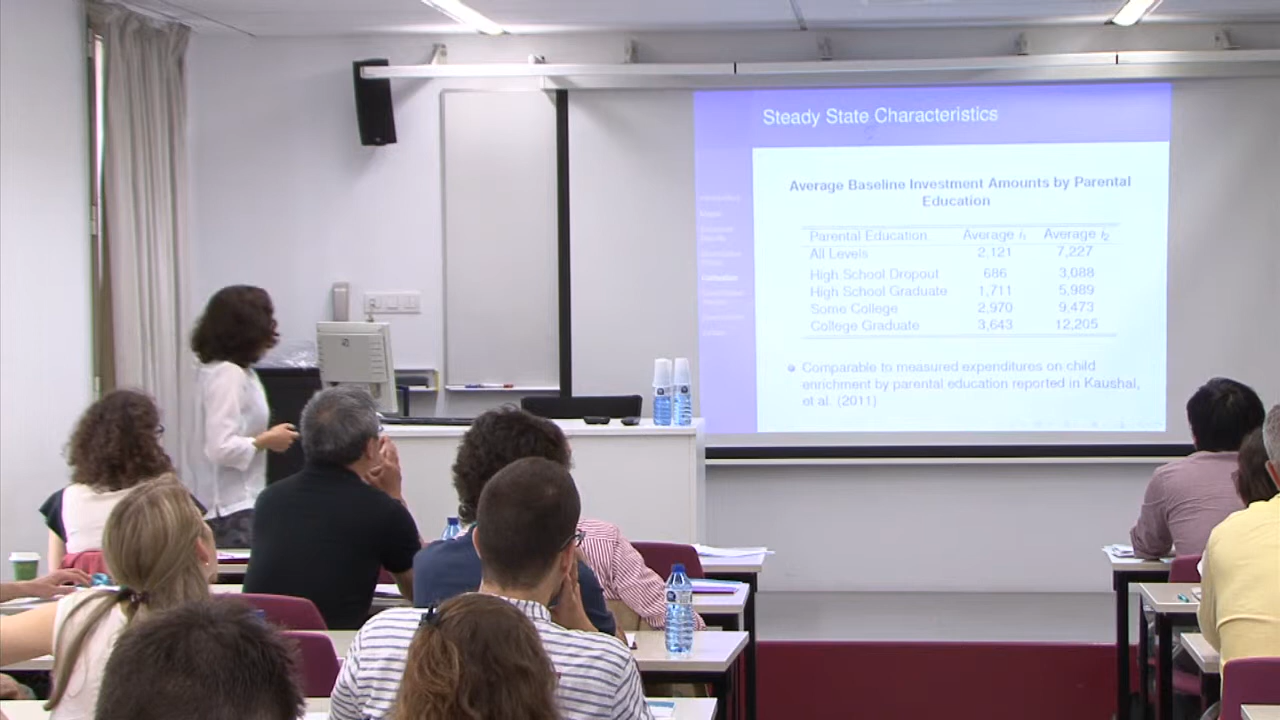 Steady State Characteristics
Average Baseline Investment Amounts by Parental
Education
Parental Education Average i₁ Average i₂
All Levels 2,121 7,227
High School Dropout 686 3,088
High School Graduate 1,711 5,989
Some College 2,970 9,473
College Graduate 3,643 12,205
Comparable to measured expenditures on child
enrichment by parental education reported in Kaushal,
et al. (2011)